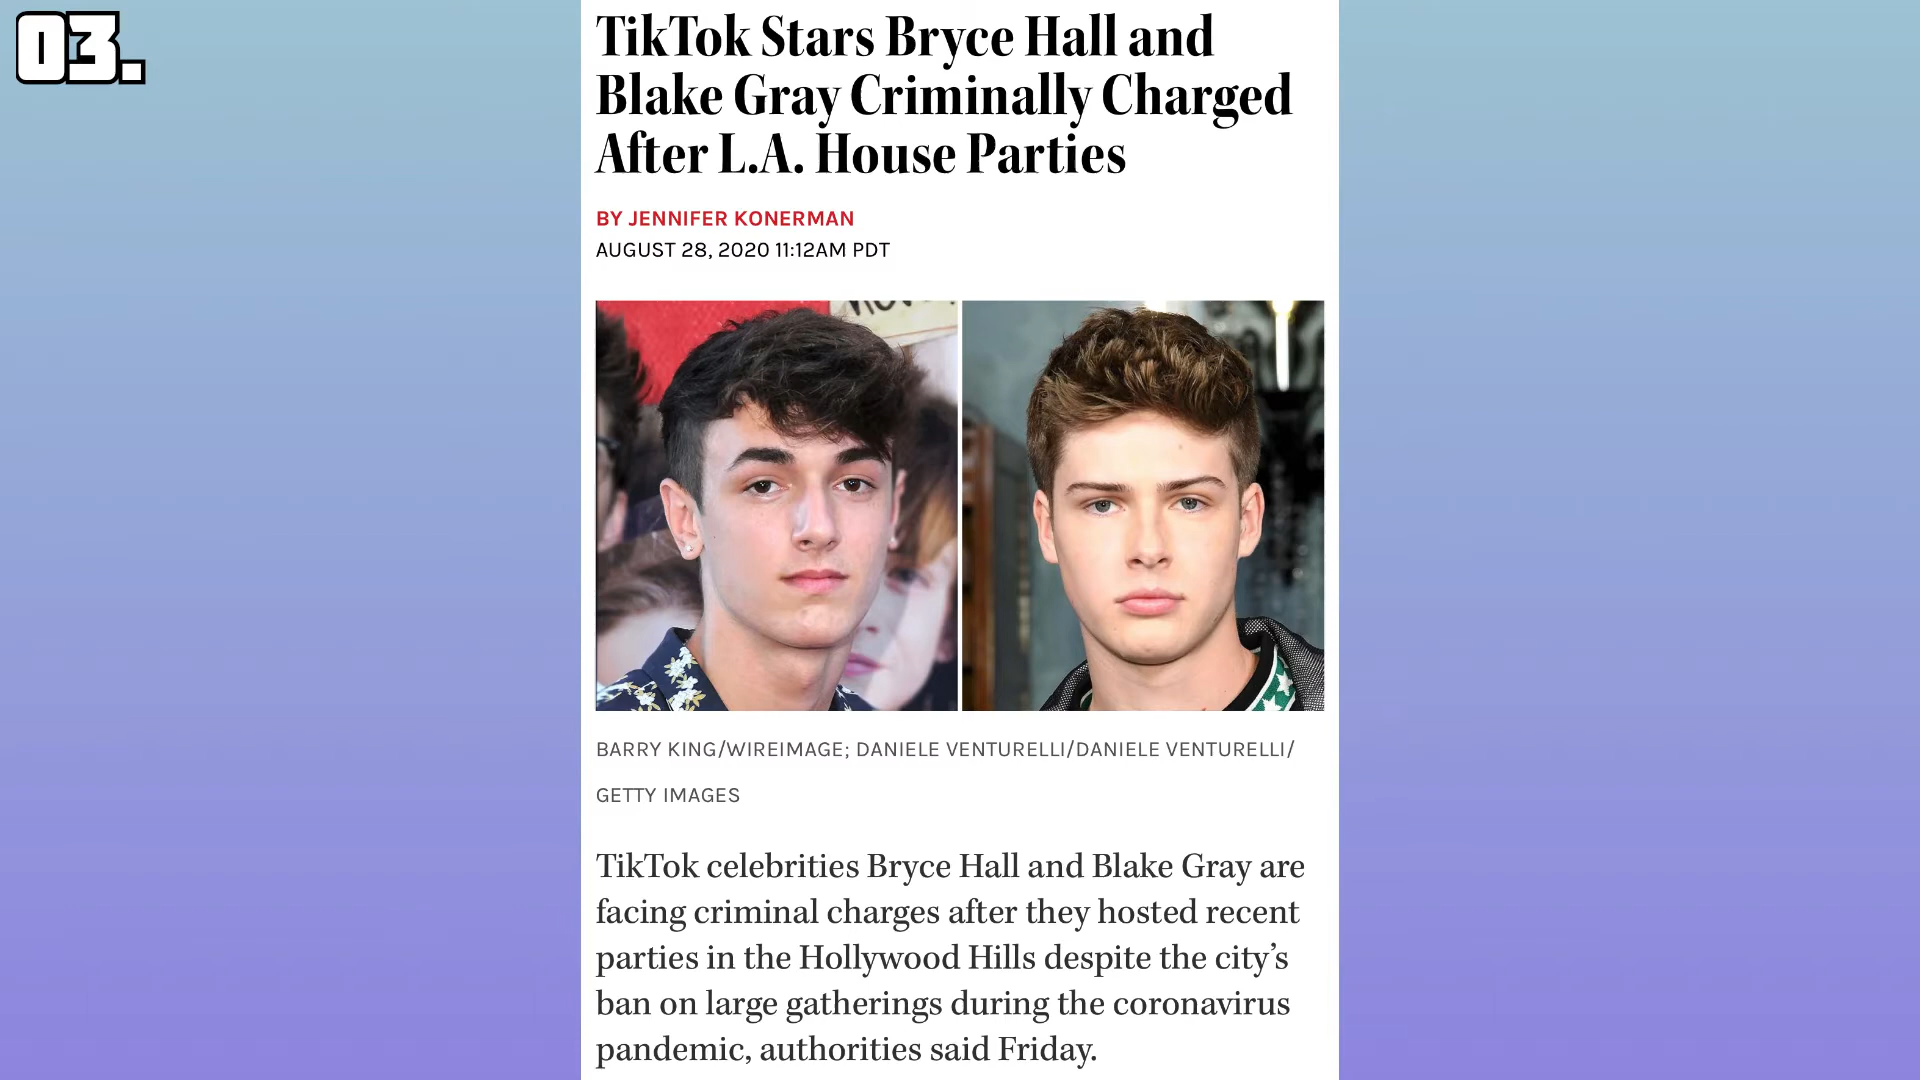 03.
TikTok Stars Bryce Hall and
Blake Gray Criminally Charged
After L.A. House Parties
BY JENNIFER KONERMAN
AUGUST 28, 2020 11:12AM PDT
BARRY KING/WIREIMAGE; DANIELE VENTURELLI/DANIELE VENTURELLI/
GETTY IMAGES
TikTok celebrities Bryce Hall and Blake Gray are
facing criminal charges after they hosted recent
parties in the Hollywood Hills despite the city’s
ban on large gatherings during the coronavirus
pandemic, authorities said Friday.